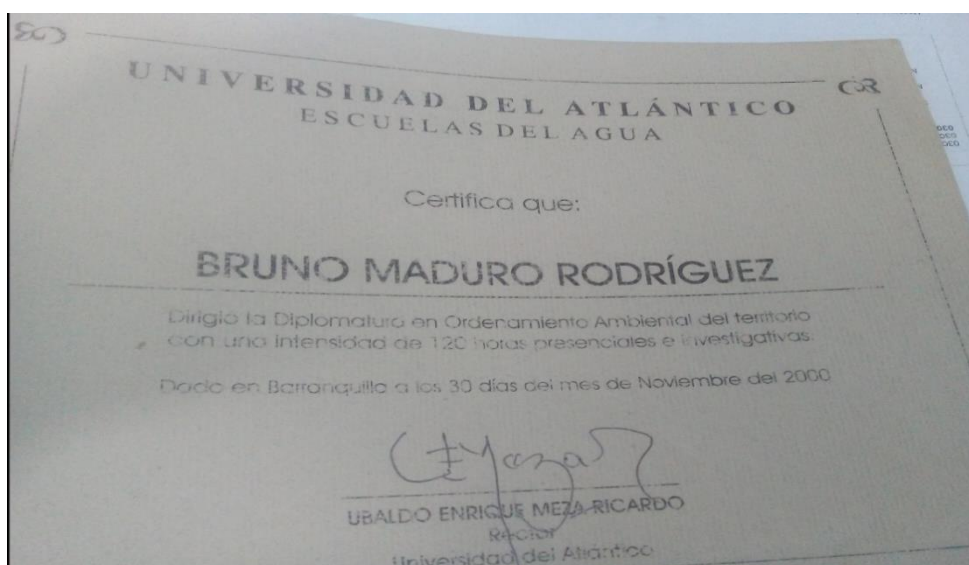 UNIVERSIDAD DEL ATLÁNTICO
ESCUELAS DEL AGUA
Certifica que:
BRUNO MADURO RODRÍGUEZ
Dirigió la Diplomatura en Ordenamiento Ambiental del territorio
con una intensidad de 120 horas presenciales e investigativas.
Dado en Barranquilla a los 30 días del mes de Noviembre del 2000
UBALDO ENRIQUE MEZA RICARDO
Rector
Universidad del Atlántico